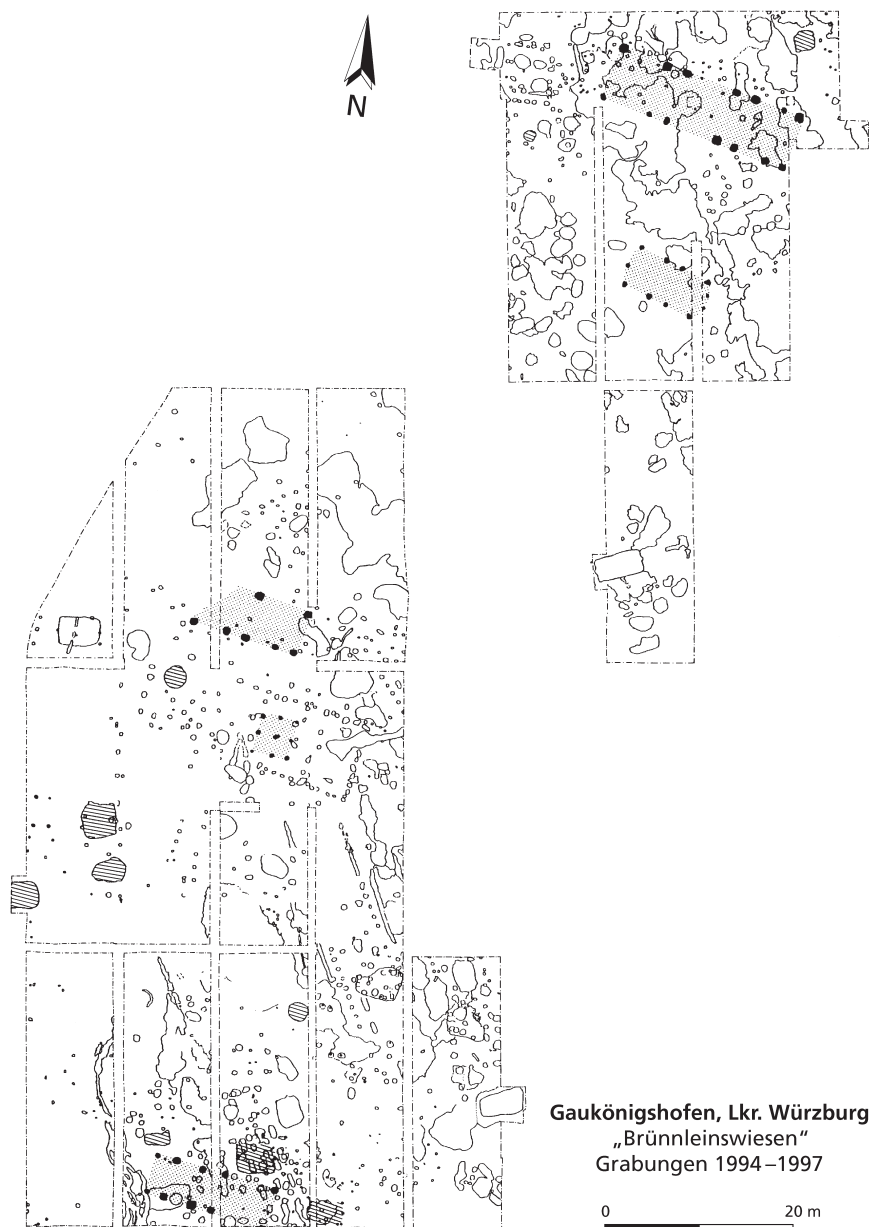 N
Gaukönigshofen, Lkr. Würzburg
„Brünnleinswiesen“
Grabungen 1994–1997
0 20 m